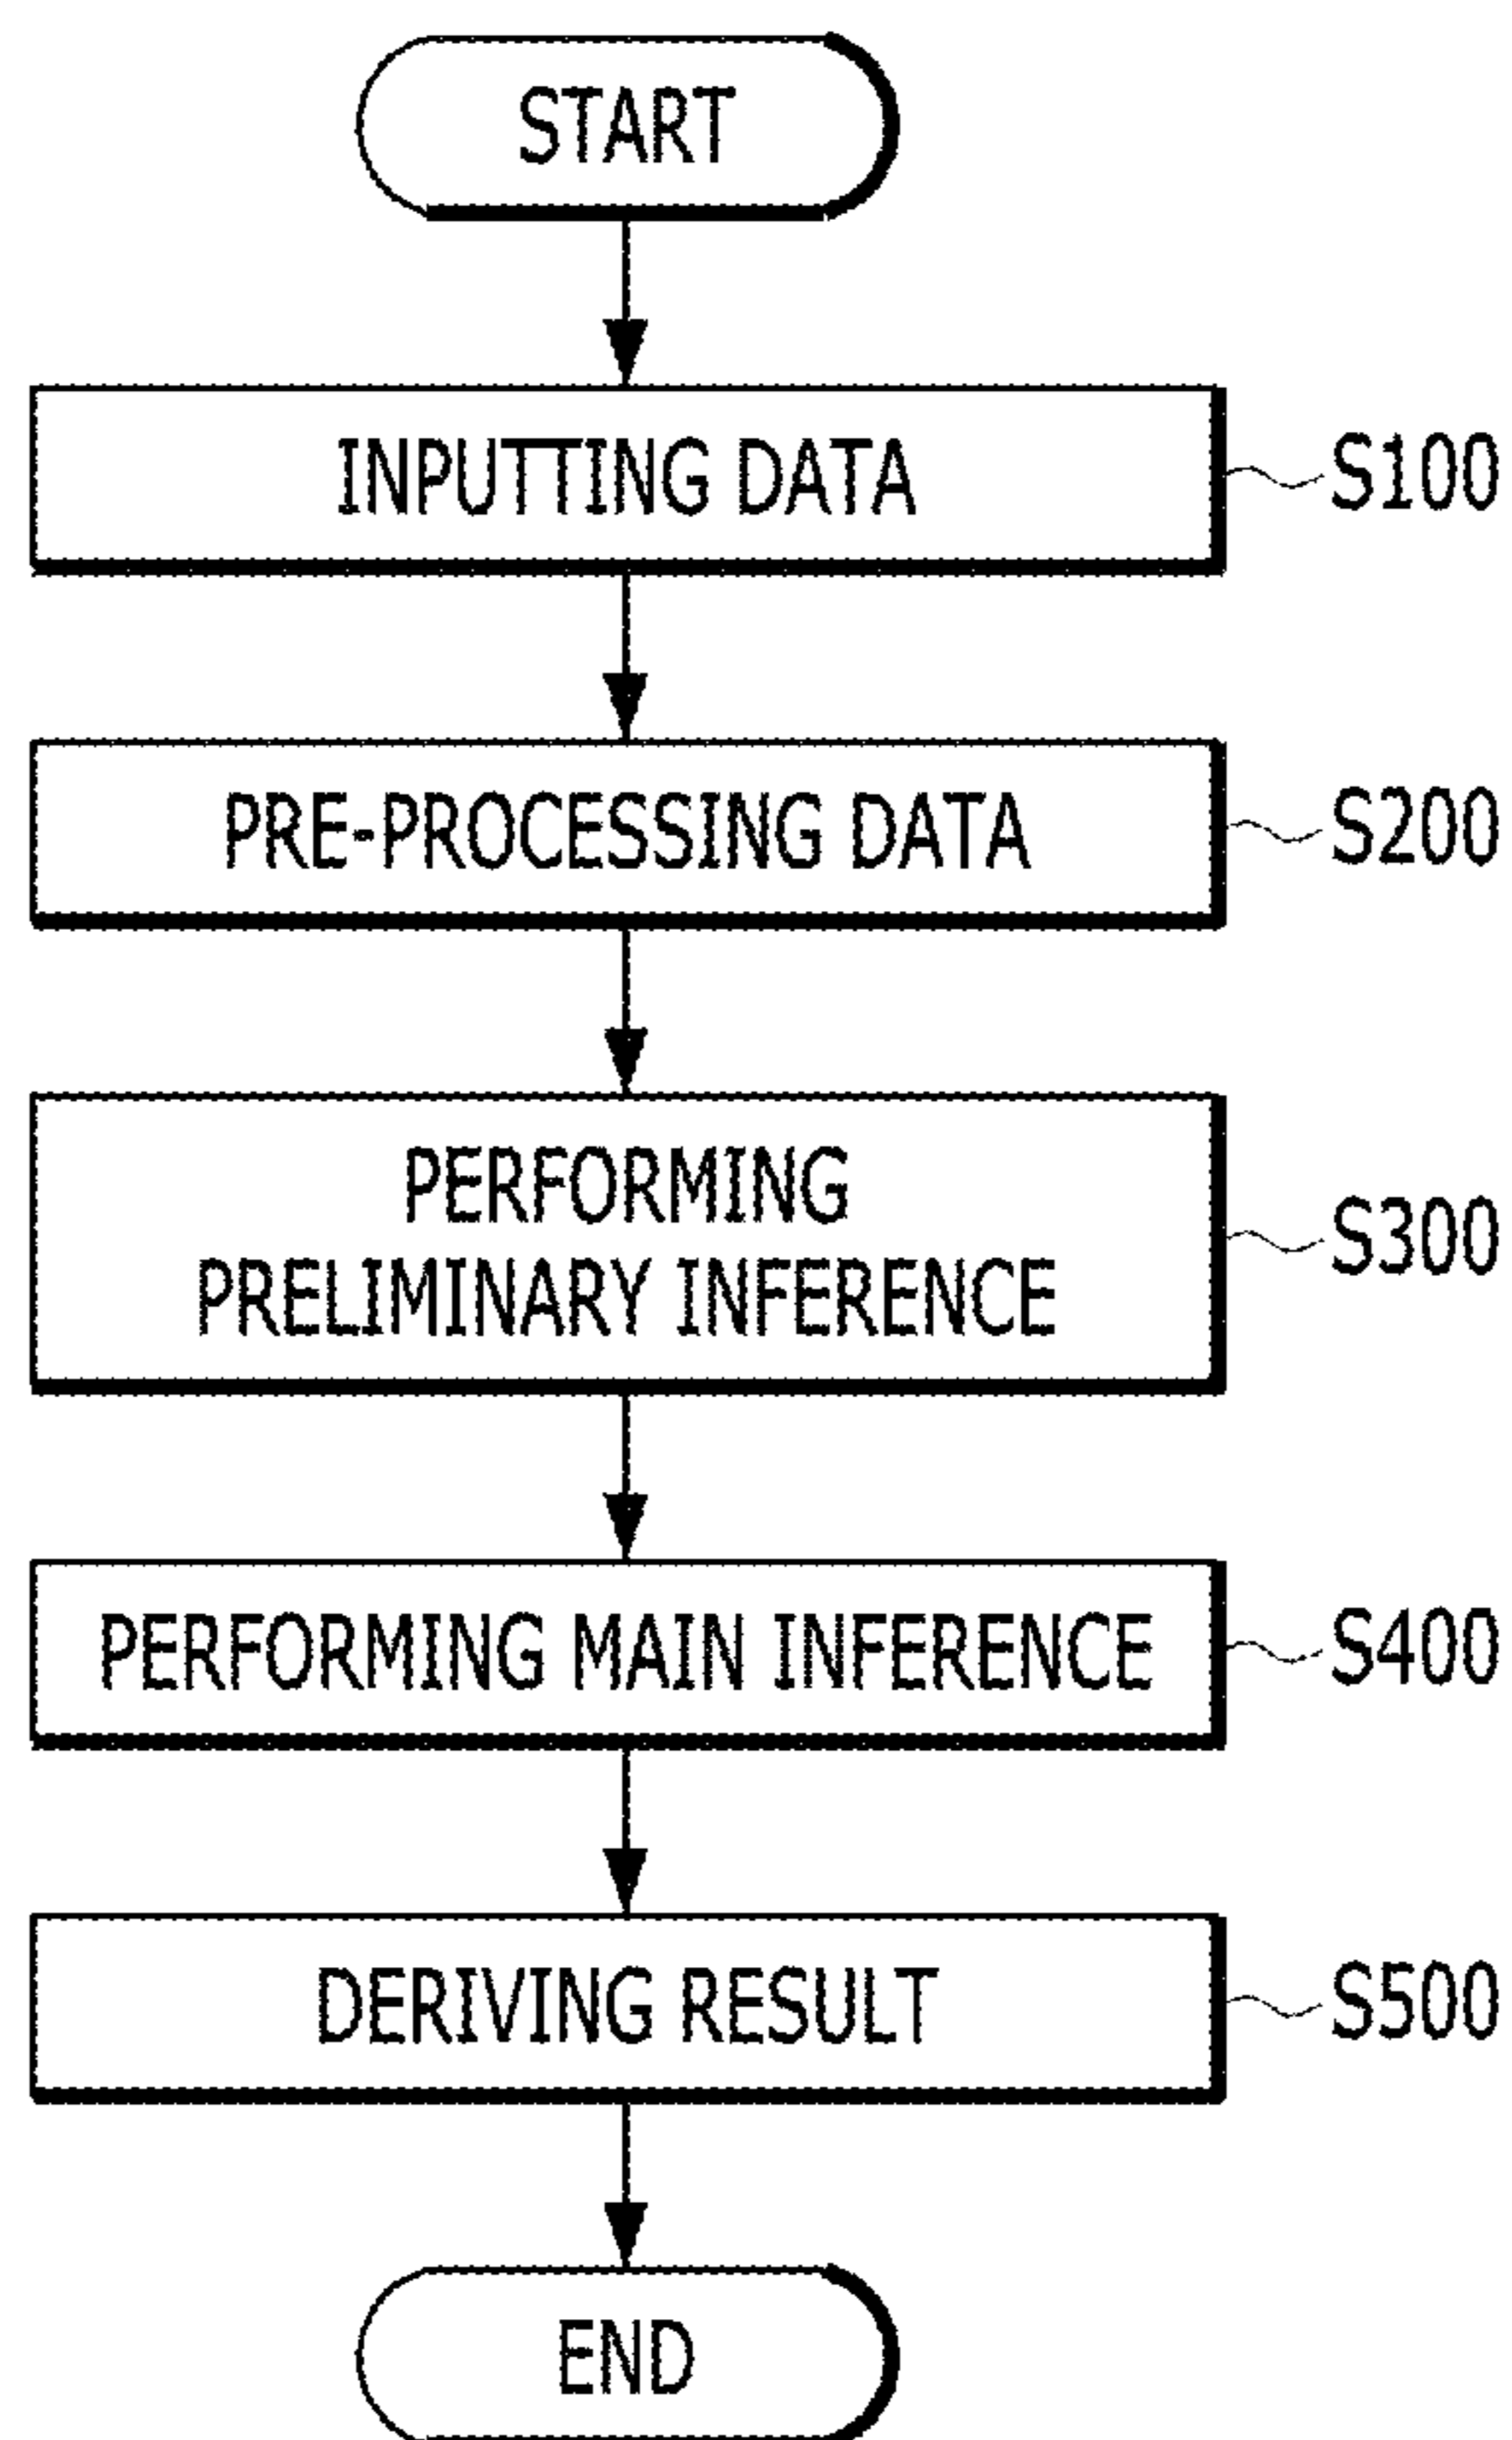 START
INPUTTING DATA
S100
PRE-PROCESSING DATA
S200
PERFORMING
PRELIMINARY INFERENCE
S300
PERFORMING MAIN INFERENCE
S400
DERIVING RESULT
S500
END